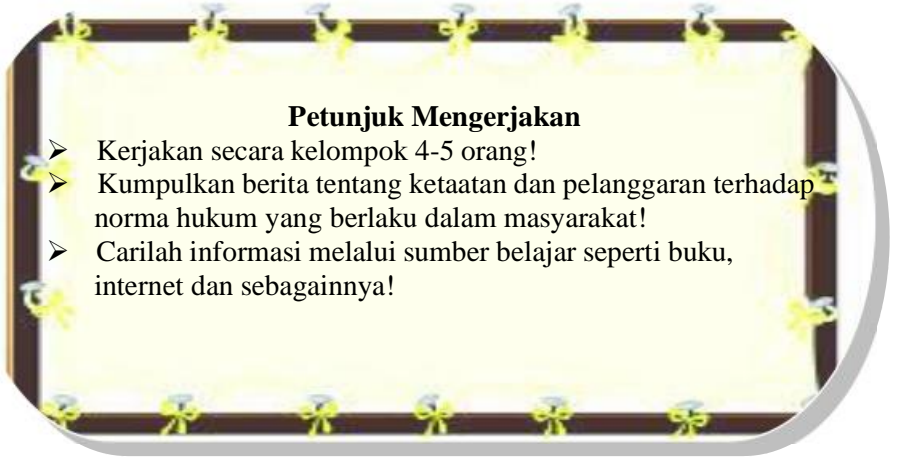 Petunjuk Mengerjakan
➢ Kerjakan secara kelompok 4-5 orang!
➢ Kumpulkan berita tentang ketaatan dan pelanggaran terhadap
norma hukum yang berlaku dalam masyarakat!
➢ Carilah informasi melalui sumber belajar seperti buku,
internet dan sebagainnya!